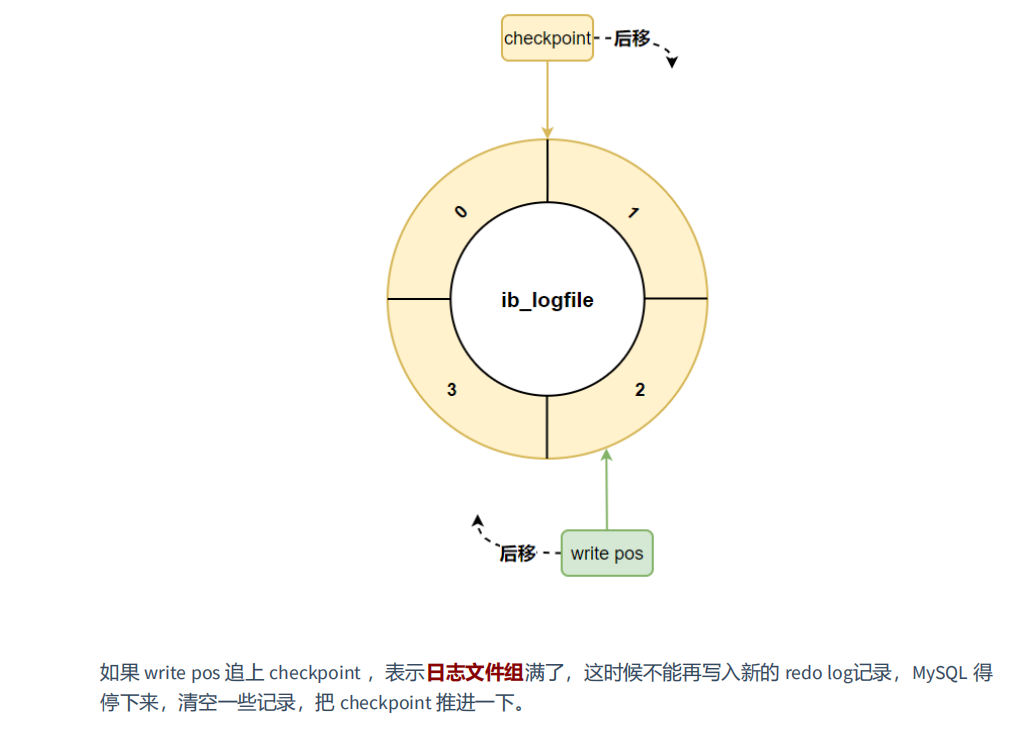 checkpoint
后移
0
1
ib_logfile
3
2
后移
write pos
如果 write pos 追上 checkpoint ，表示日志文件组满了，这时候不能再写入新的 redo log记录，MySQL 得
停下来，清空一些记录，把 checkpoint 推进一下。